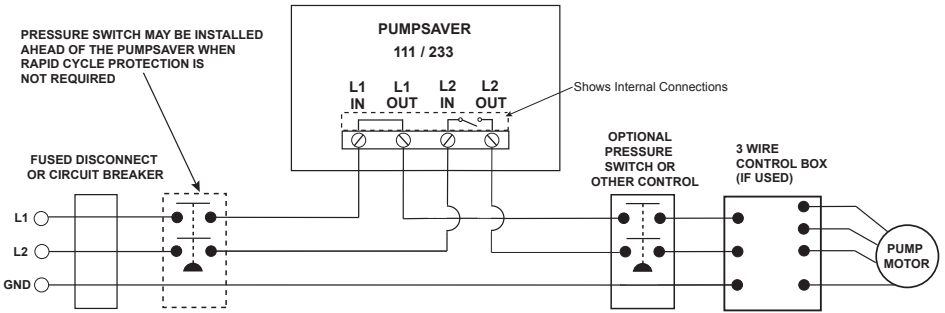 PRESSURE SWITCH MAY BE INSTALLED
AHEAD OF THE PUMPSAVER WHEN
RAPID CYCLE PROTECTION IS
NOT REQUIRED
PUMPSAVER
111 / 233
L1 L1 L2 L2
IN OUT IN OUT
Shows Internal Connections
FUSED DISCONNECT
OR CIRCUIT BREAKER
OPTIONAL
PRESSURE
SWITCH OR
OTHER CONTROL
3 WIRE
CONTROL BOX
(IF USED)
L1
L2
GND
PUMP
MOTOR